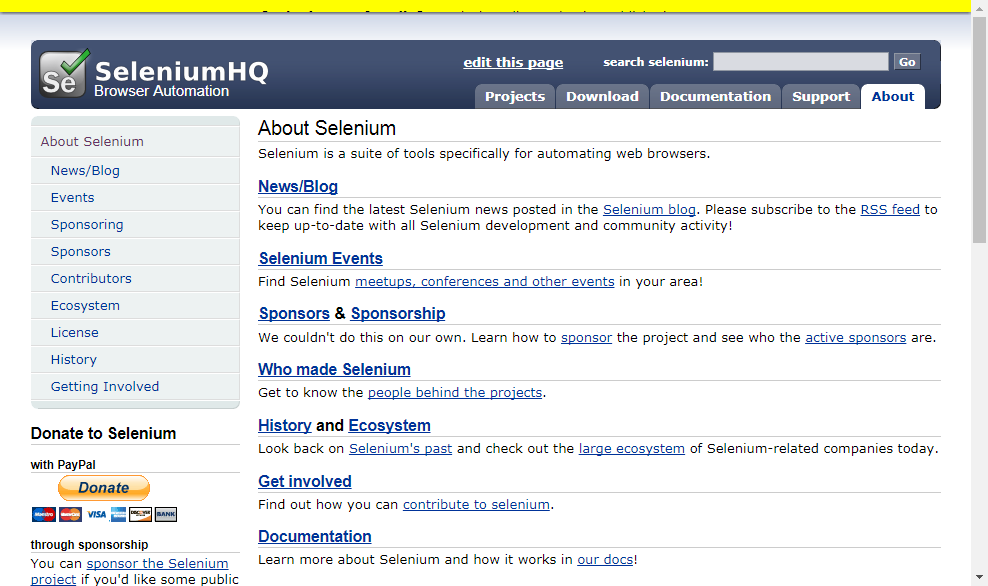 edit this page
search selenium:
Go
Se
SeleniumHQ
Browser Automation
Projects
Download
Documentation
Support
About
About Selenium
News/Blog
Events
Sponsoring
Sponsors
Contributors
Ecosystem
License
History
Getting Involved
Donate to Selenium
with PayPal
Donate
Maestro
MasterCard
VISA
DISCOVER
BANK
through sponsorship
You can sponsor the Selenium
project if you'd like some public
About Selenium
Selenium is a suite of tools specifically for automating web browsers.
News/Blog
You can find the latest Selenium news posted in the Selenium blog. Please subscribe to the RSS feed to
keep up-to-date with all Selenium development and community activity!
Selenium Events
Find Selenium meetups, conferences and other events in your area!
Sponsors & Sponsorship
We couldn't do this on our own. Learn how to sponsor the project and see who the active sponsors are.
Who made Selenium
Get to know the people behind the projects.
History and Ecosystem
Look back on Selenium's past and check out the large ecosystem of Selenium-related companies today.
Get involved
Find out how you can contribute to selenium.
Documentation
Learn more about Selenium and how it works in our docs!